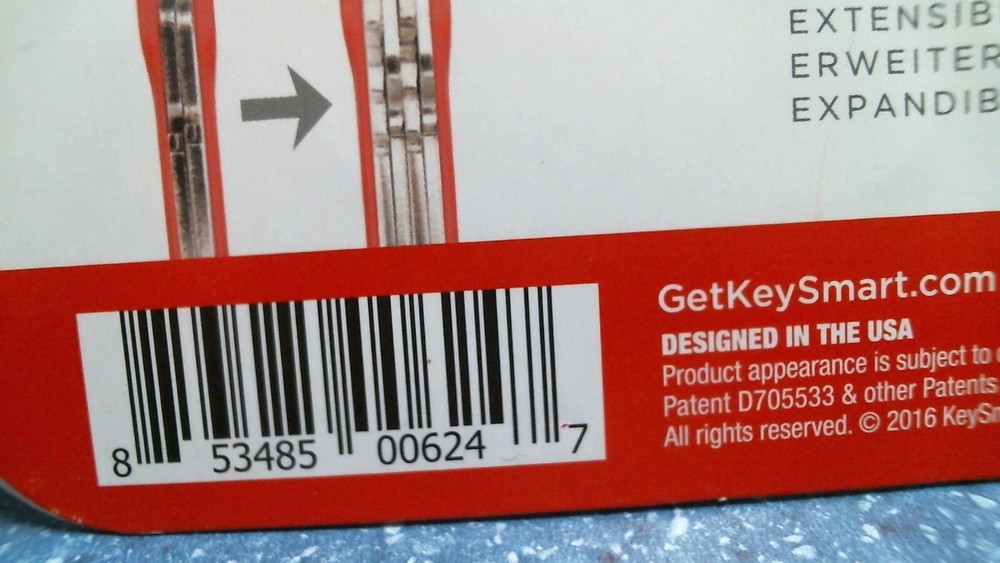 EXTENSIB
ERWEITER
EXPANDIB
GetKeySmart.com
DESIGNED IN THE USA
Product appearance is subject to
Patent D705533 & other Patents
All rights reserved. © 2016 KeyS
8 53485 00624 7